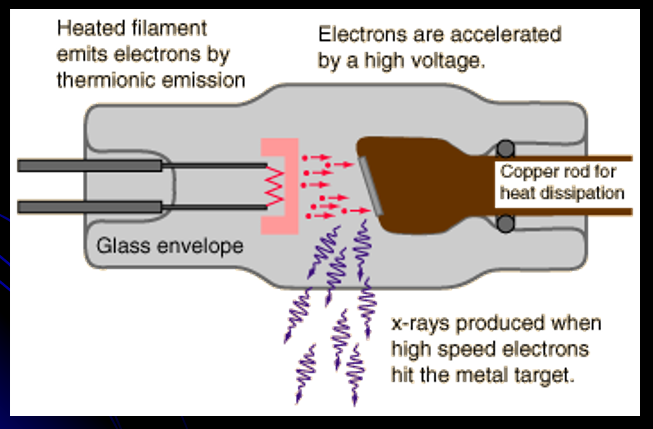 Heated filament
emits electrons by
thermionic emission
Electrons are accelerated
by a high voltage.
Copper rod for
heat dissipation
Glass envelope
x-rays produced when
high speed electrons
hit the metal target.